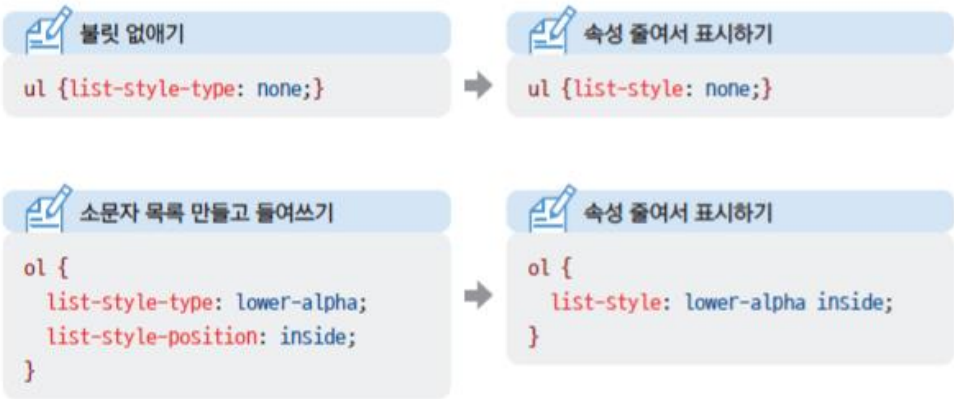 불릿 없애기
ul {list-style-type: none;}
속성 줄여서 표시하기
ul {list-style: none;}
소문자 목록 만들고 들여쓰기
ol {
list-style-type: lower-alpha;
list-style-position: inside;
}
속성 줄여서 표시하기
ol {
list-style: lower-alpha inside;
}